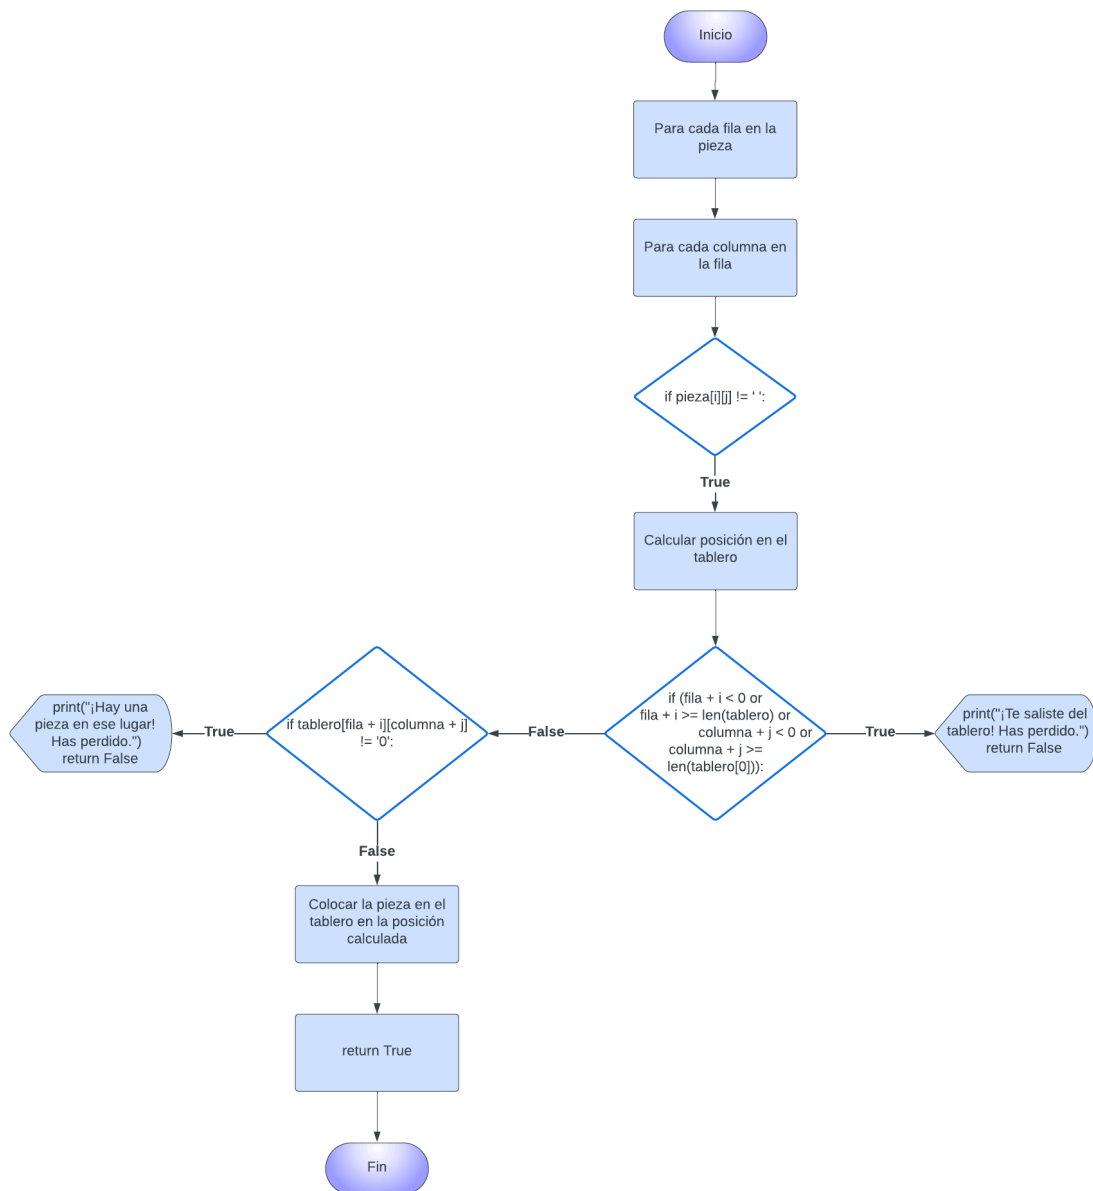 Inicio
Para cada fila en la
pieza
Para cada columna en
la fila
if pieza[i][j] != ' ':
True
Calcular posición en el
tablero
if (fila + i < 0 or
fila + i >= len(tablero) or
columna + j < 0 or
columna + j >=
len(tablero[0])):
True
print("¡Te saliste del
tablero! Has perdido.")
return False
False
if tablero[fila + i][columna + j]
!= '0':
True
print("¡Hay una
pieza en ese lugar!
Has perdido.")
return False
False
Colocar la pieza en el
tablero en la posición
calculada
return True
Fin